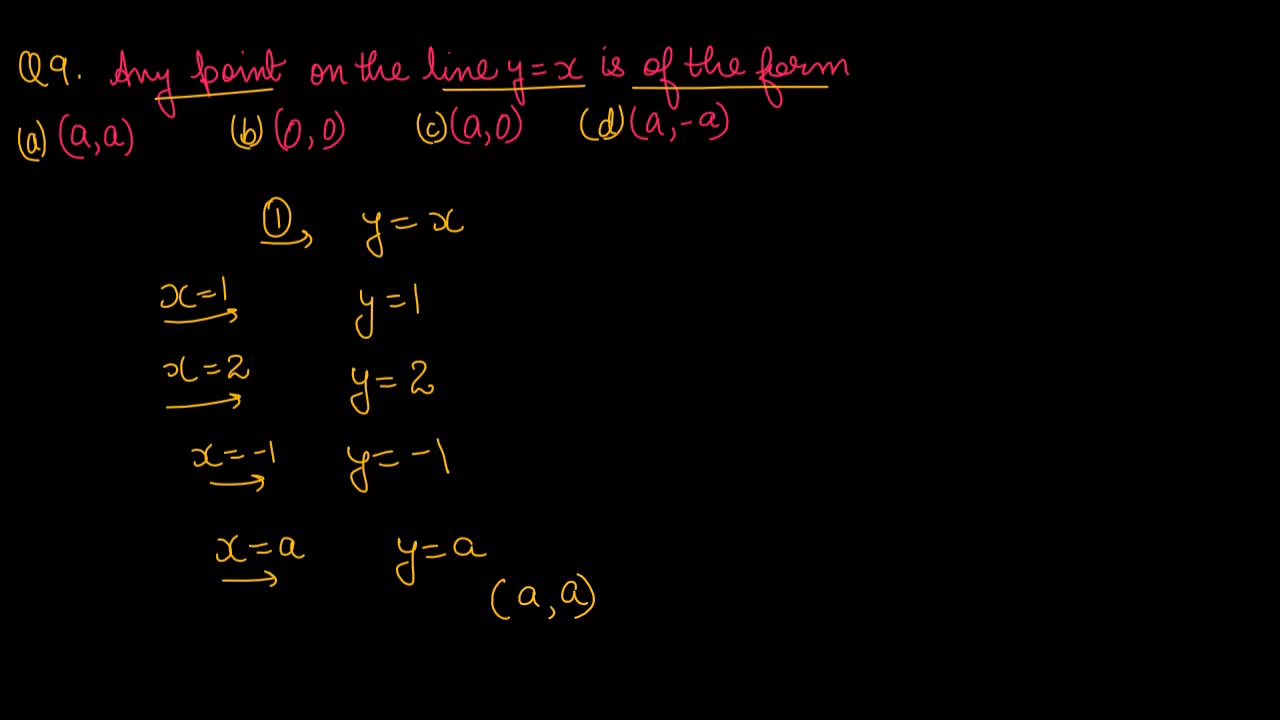 Q9. Any point on the line y=x is of the form
(a) (a,a) (b) (0,0) (c) (a,0) (d) (a,-a)
① y=x
x=1 y=1
x=2 y=2
x=-1 y=-1
x=a y=a
(a,a)